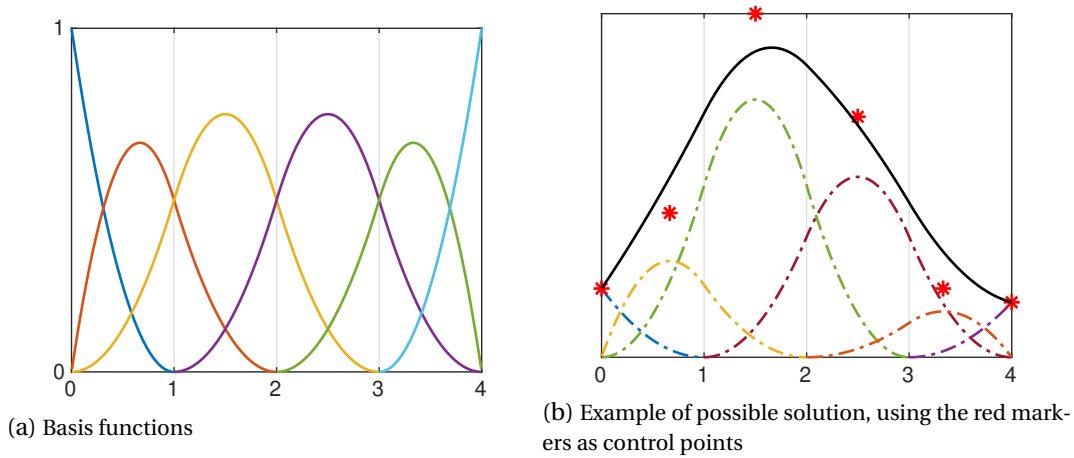 1
0
0 1 2 3 4
(a) Basis functions
0 1 2 3 4
(b) Example of possible solution, using the red mark-
ers as control points